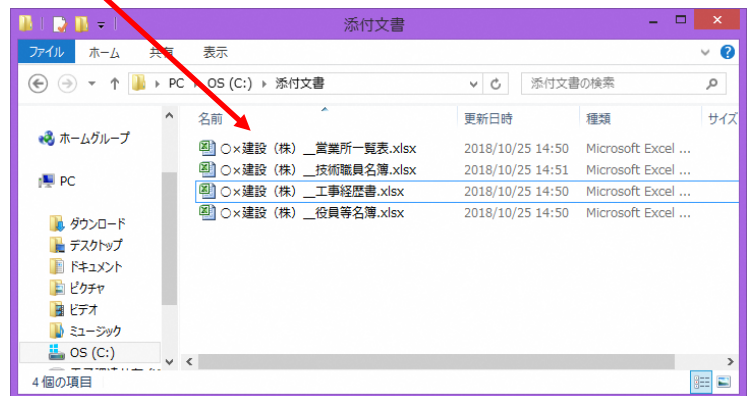 添付文書
ファイル ホーム 共有 表示
PC OS (C:) 添付文書 添付文書の検索
名前 更新日時 種類 サイズ
ホームグループ
○×建設（株）__営業所一覧表.xlsx 2018/10/25 14:50 Microsoft Excel ...
○×建設（株）__技術職員名簿.xlsx 2018/10/25 14:51 Microsoft Excel ...
PC
○×建設（株）__工事経歴書.xlsx 2018/10/25 14:50 Microsoft Excel ...
○×建設（株）__役員等名簿.xlsx 2018/10/25 14:50 Microsoft Excel ...
ダウンロード
デスクトップ
ドキュメント
ピクチャ
ビデオ
ミュージック
OS (C:)
4 個の項目